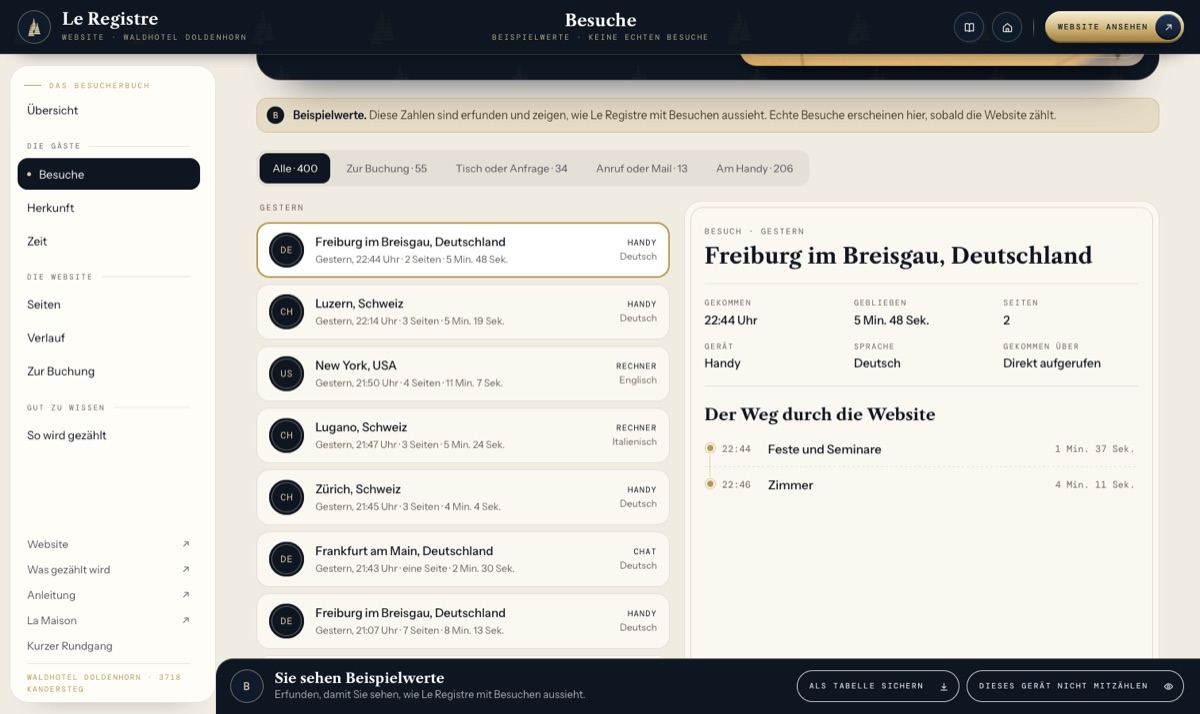 Le Registre
WEBSITE · WALDHOTEL DOLDENHORN
Besuche
BEISPIELWERTE · KEINE ECHTEN BESUCHE
WEBSITE ANSEHEN
DAS BESUCHERBUCH
Übersicht
DIE GÄSTE
Besuche
Herkunft
Zeit
DIE WEBSITE
Seiten
Verlauf
Zur Buchung
GUT ZU WISSEN
So wird gezählt
Website
Was gezählt wird
Anleitung
La Maison
Kurzer Rundgang
WALDHOTEL DOLDENHORN · 3718
KANDERSTEG
B Beispielwerte. Diese Zahlen sind erfunden und zeigen, wie Le Registre mit Besuchen aussieht. Echte Besuche erscheinen hier, sobald die Website zählt.
Alle · 400 Zur Buchung · 55 Tisch oder Anfrage · 34 Anruf oder Mail · 13 Am Handy · 206
GESTERN
DE Freiburg im Breisgau, Deutschland HANDY
Gestern, 22:44 Uhr · 2 Seiten · 5 Min. 48 Sek. Deutsch
CH Luzern, Schweiz HANDY
Gestern, 22:14 Uhr · 3 Seiten · 5 Min. 19 Sek. Deutsch
US New York, USA RECHNER
Gestern, 21:50 Uhr · 4 Seiten · 11 Min. 7 Sek. Englisch
CH Lugano, Schweiz RECHNER
Gestern, 21:47 Uhr · 3 Seiten · 5 Min. 24 Sek. Italienisch
CH Zürich, Schweiz HANDY
Gestern, 21:45 Uhr · 3 Seiten · 4 Min. 4 Sek. Deutsch
DE Frankfurt am Main, Deutschland CHAT
Gestern, 21:43 Uhr · eine Seite · 2 Min. 30 Sek. Deutsch
DE Freiburg im Breisgau, Deutschland HANDY
Gestern, 21:07 Uhr · 7 Seiten · 8 Min. 13 Sek. Deutsch
BESUCH · GESTERN
Freiburg im Breisgau, Deutschland
GEKOMMEN GEBLIEBEN SEITEN
22:44 Uhr 5 Min. 48 Sek. 2
GERÄT SPRACHE GEKOMMEN ÜBER
Handy Deutsch Direkt aufgerufen
Der Weg durch die Website
22:44 Feste und Seminare 1 Min. 37 Sek.
22:46 Zimmer 4 Min. 11 Sek.
B Sie sehen Beispielwerte
Erfunden, damit Sie sehen, wie Le Registre mit Besuchen aussieht.
ALS TABELLE SICHERN
DIESES GERÄT NICHT MITZÄHLEN